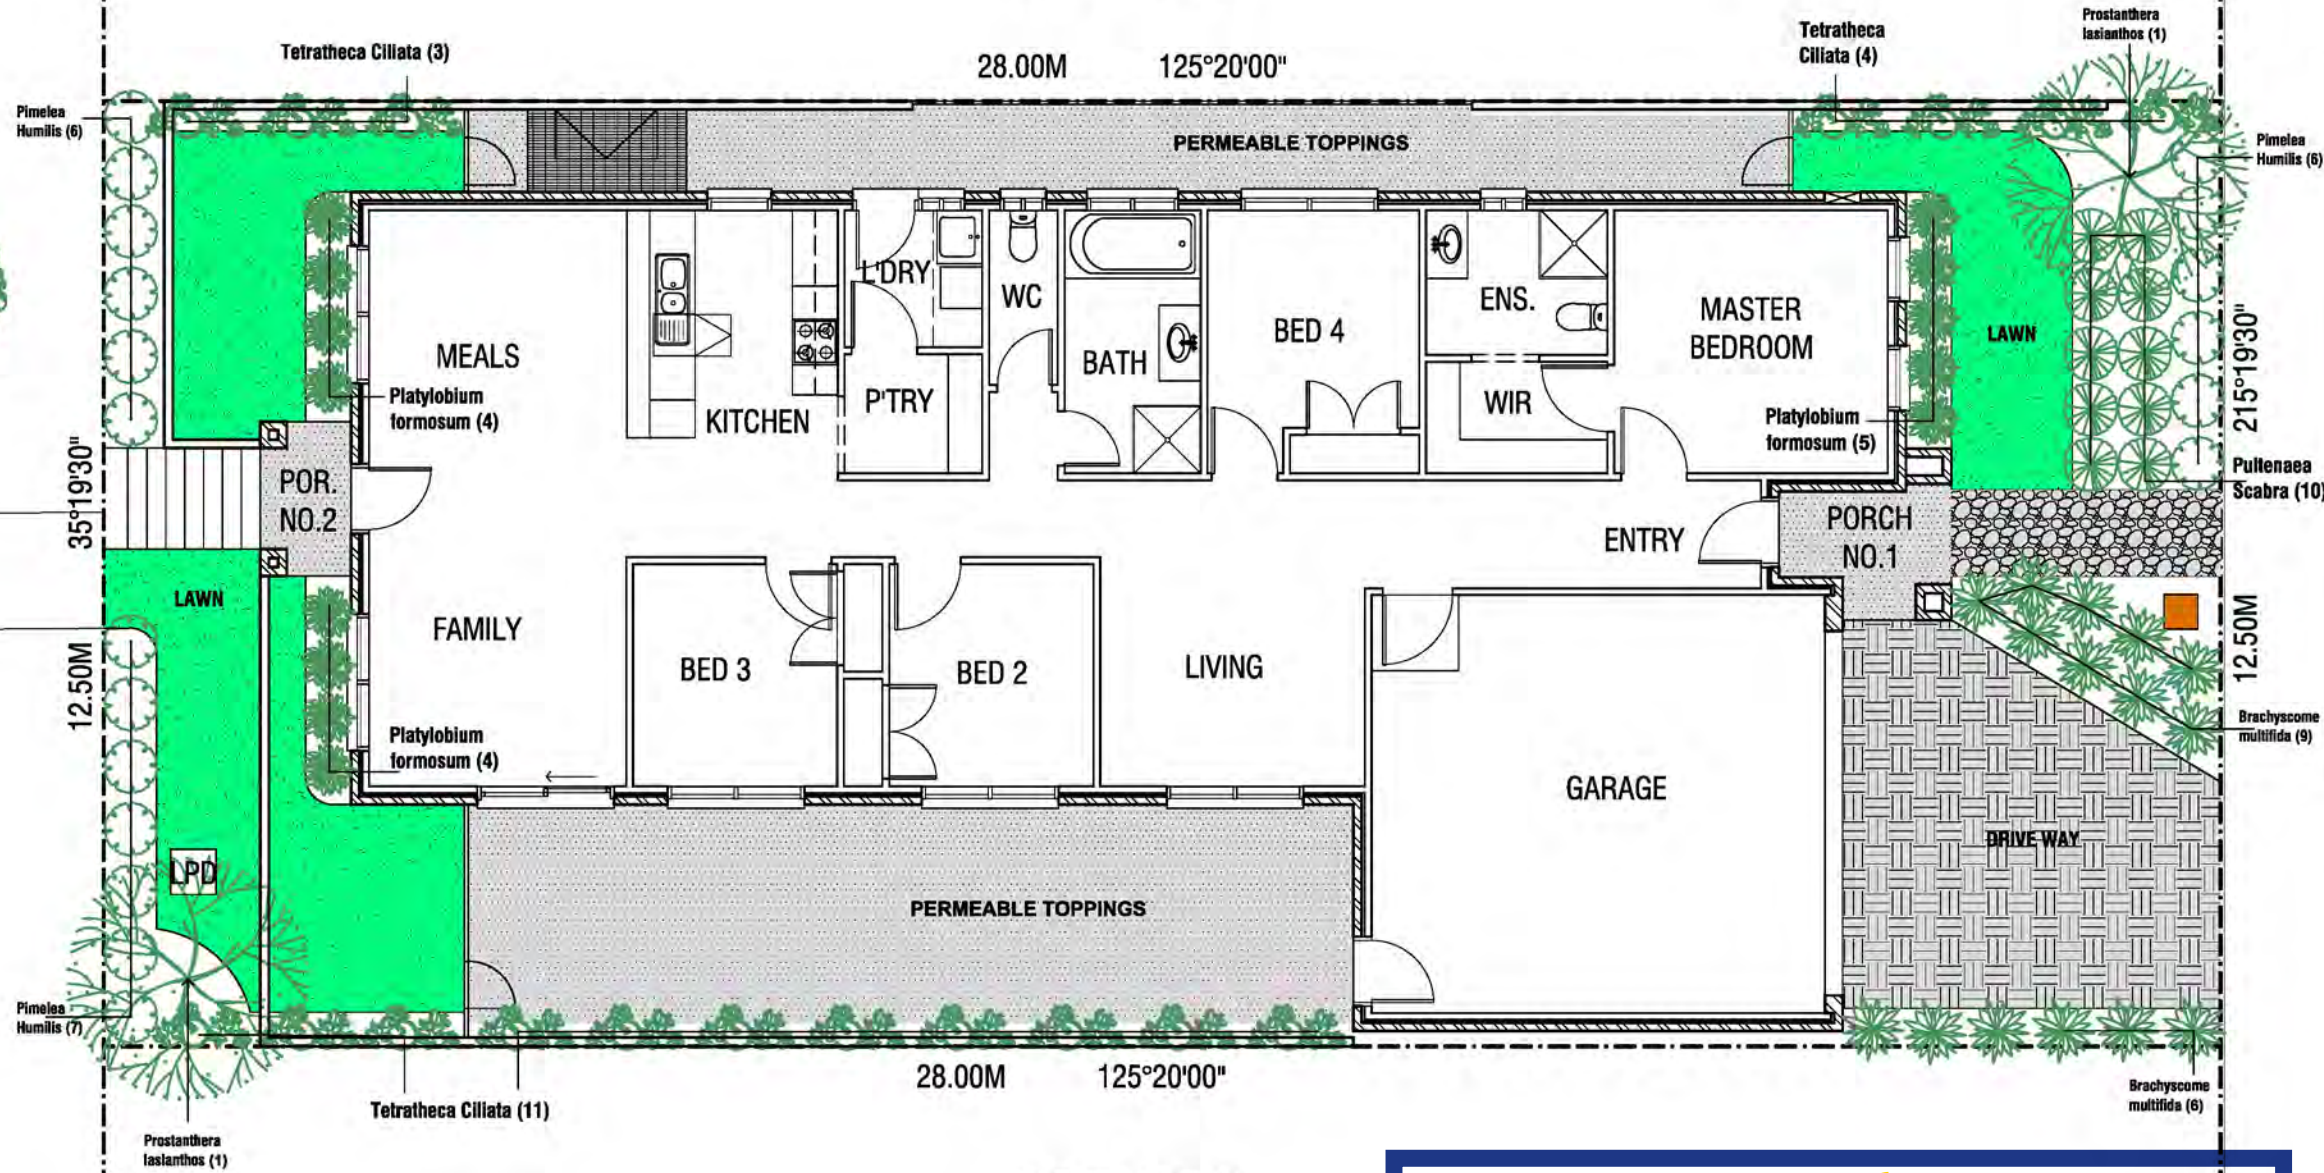 Prostanthera
lasianthos (1)
Tetratheca
Ciliata (4)
Tetratheca Ciliata (3)
28.00M
125°20'00"
Pimelea
Humilis (6)
PERMEABLE TOPPINGS
Pimelea
Humilis (6)
L'DRY
WC
ENS.
MASTER
BEDROOM
BED 4
LAWN
MEALS
BATH
215°19'30"
Platylobium
formosum (4)
P'TRY
WIR
KITCHEN
Platylobium
formosum (5)
35°19'30"
Pultenaea
Scabra (10)
POR.
NO.2
PORCH
NO.1
ENTRY
LAWN
FAMILY
12.50M
BED 3
BED 2
LIVING
12.50M
Brachyscome
multifida (9)
Platylobium
formosum (4)
GARAGE
DRIVE WAY
LPD
PERMEABLE TOPPINGS
Pimelea
Humilis (7)
28.00M
125°20'00"
Tetratheca Ciliata (11)
Brachyscome
multifida (6)
Prostanthera
lasianthos (1)